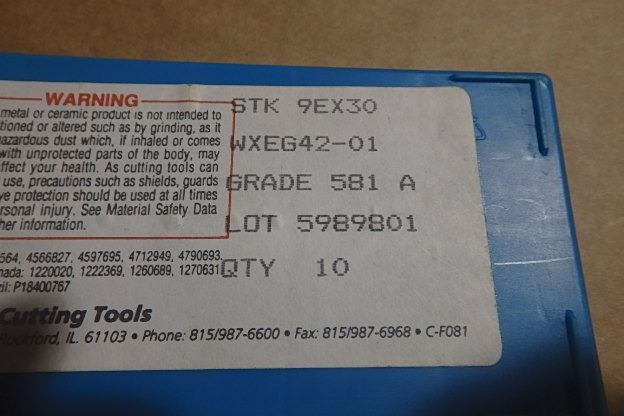 WARNING
metal or ceramic product is not intended to
tioned or altered such as by grinding, as it
hazardous dust which, if inhaled or comes
with unprotected parts of the body, may
affect your health. As cutting tools can
use, precautions such as shields, guards
ye protection should be used at all times
rsonal injury. See Material Safety Data
her information.
STK 9EX30
WXEG42-01
GRADE 581 A
LOT 5989801
QTY 10
564, 4566827, 4597695, 4712949, 4790693.
nada: 1220020, 1222369, 1260689, 1270631
zil: P18400767
Cutting Tools
Rockford, IL. 61103 • Phone: 815/987-6600 • Fax: 815/987-6968 • C-F081